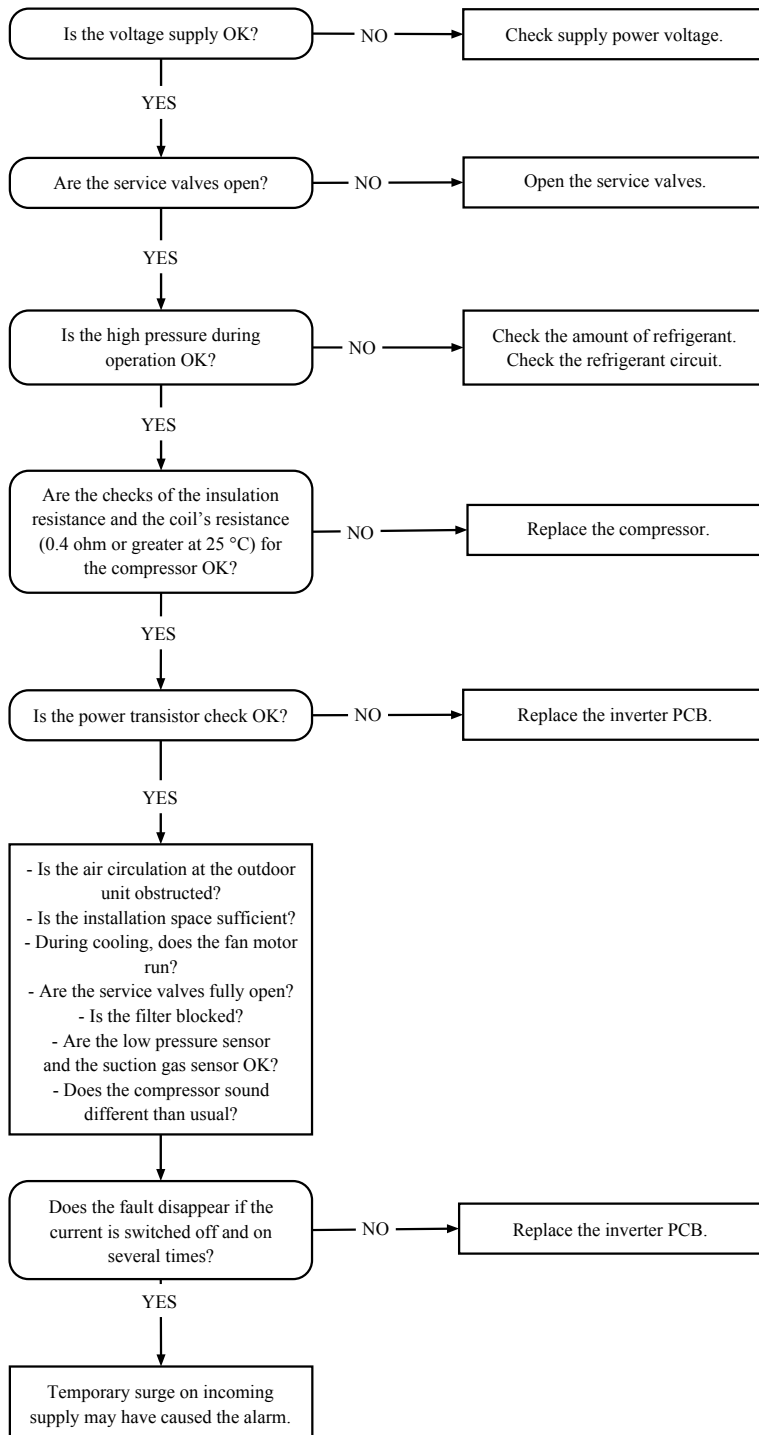 Is the voltage supply OK?
NO
Check supply power voltage.
YES
Are the service valves open?
NO
Open the service valves.
YES
Is the high pressure during
operation OK?
NO
Check the amount of refrigerant.
Check the refrigerant circuit.
YES
Are the checks of the insulation
resistance and the coil’s resistance
(0.4 ohm or greater at 25 °C) for
the compressor OK?
NO
Replace the compressor.
YES
Is the power transistor check OK?
NO
Replace the inverter PCB.
YES
- Is the air circulation at the outdoor
unit obstructed?
- Is the installation space sufficient?
- During cooling, does the fan motor
run?
- Are the service valves fully open?
- Is the filter blocked?
- Are the low pressure sensor
and the suction gas sensor OK?
- Does the compressor sound
different than usual?
Does the fault disappear if the
current is switched off and on
several times?
NO
Replace the inverter PCB.
YES
Temporary surge on incoming
supply may have caused the alarm.